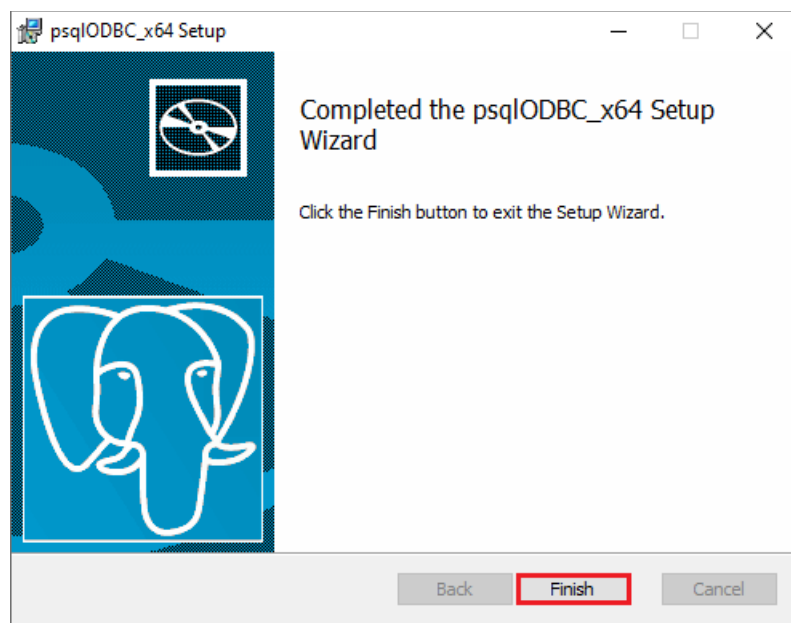 psqlODBC_x64 Setup
Completed the psqlODBC_x64 Setup
Wizard
Click the Finish button to exit the Setup Wizard.
Back
Finish
Cancel